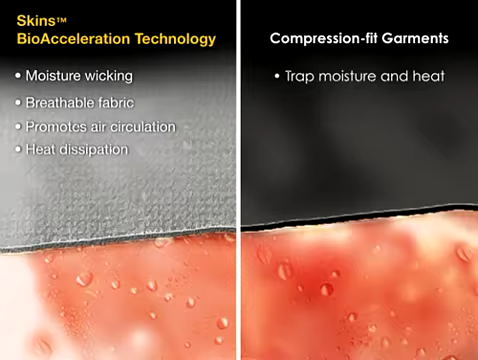 Skins™
BioAcceleration Technology
• Moisture wicking
• Breathable fabric
• Promotes air circulation
• Heat dissipation
Compression-fit Garments
• Trap moisture and heat